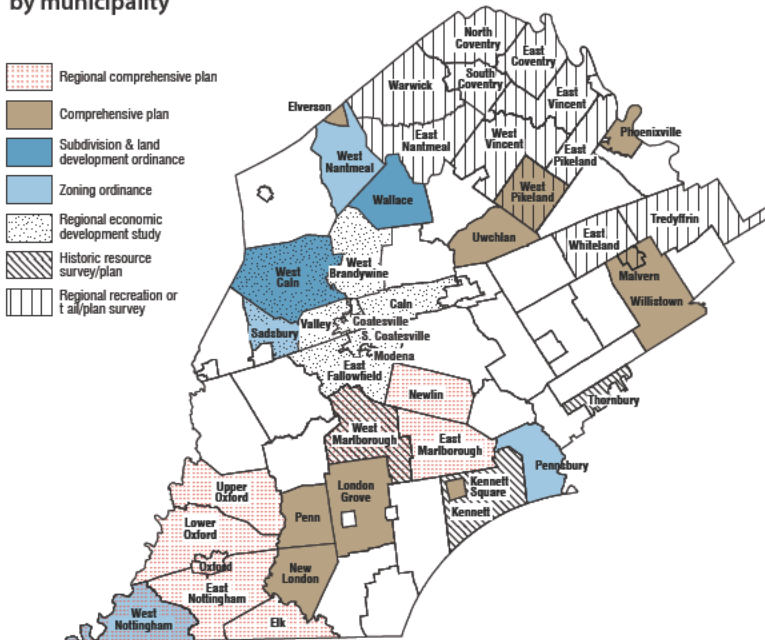 by municipality
Regional comprehensive plan
Comprehensive plan
Subdivision & land
development ordinance
Zoning ordinance
Regional economic
development study
Historic resource
survey/plan
Regional recreation or
t ail/plan survey
North
Coventry
East
Coventry
South
Coventry
Warwick
East
Vincent
Elverson
Phoenixville
East
Nantmeal
West
Vincent
East
Pikeland
West
Nantmeal
West
Pikeland
Wallace
Tredyffrin
Uwchlan
East
Whiteland
West
Brandywine
West
Caln
Malvern
Willistown
Caln
Valley
Coatesville
Sadsbury
S. Coatesville
Modena
East
Fallowfield
Newlin
Thornbury
West
Marlborough
East
Marlborough
Pennsbury
Kennett
Square
Kennett
Upper
Oxford
London
Grove
Penn
Lower
Oxford
Oxford
New
London
East
Nottingham
West
Nottingham
Elk